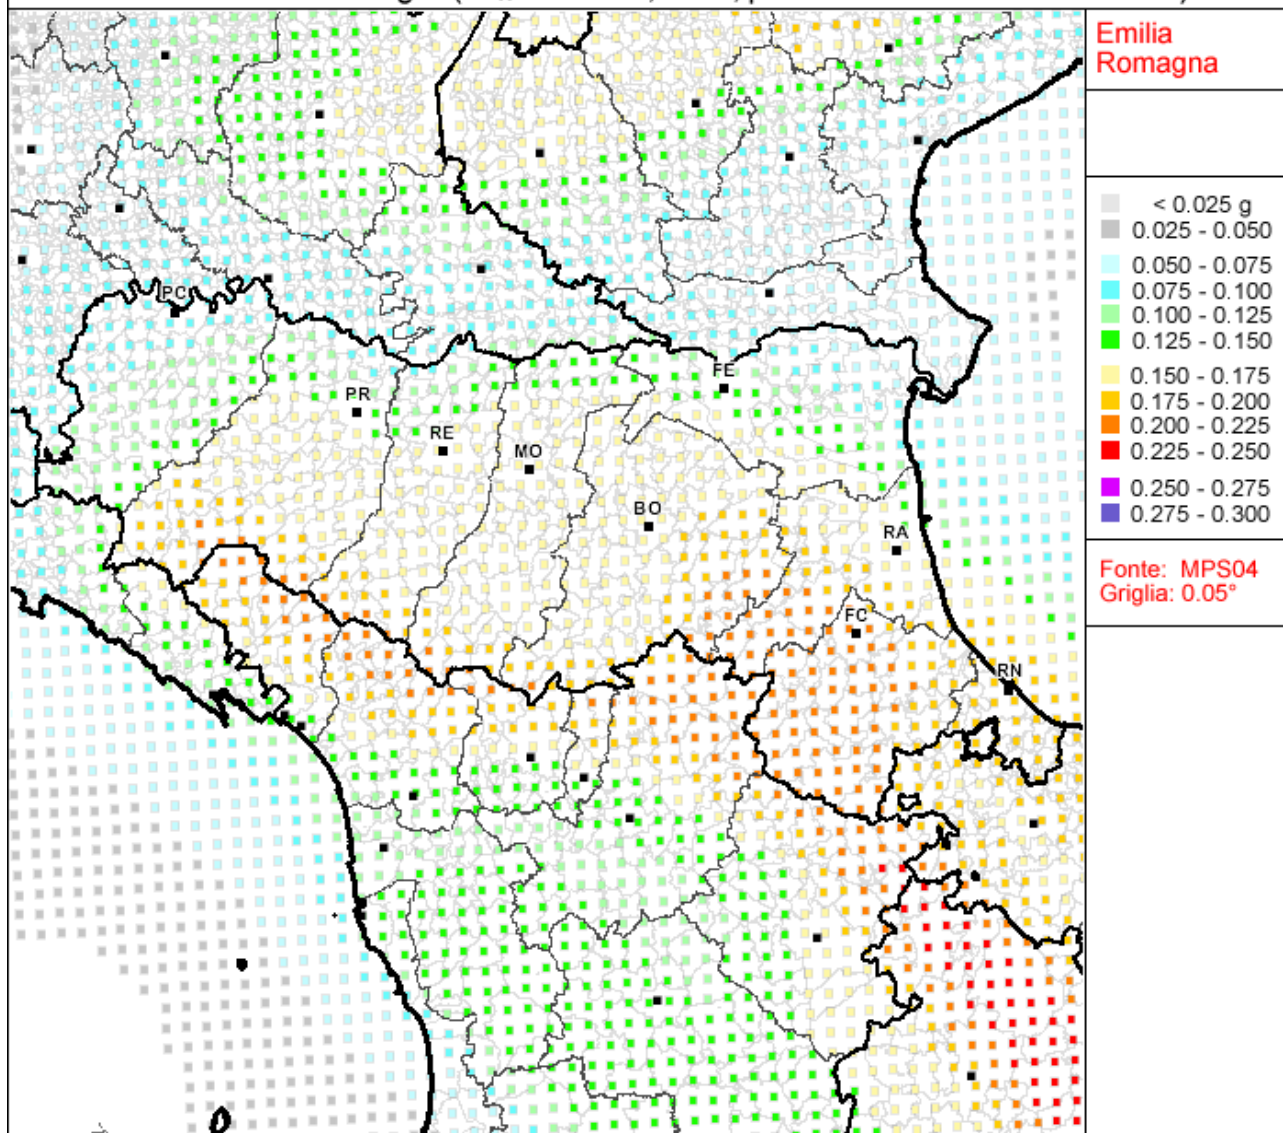 Emilia
Romagna
< 0.025 g
0.025 - 0.050
0.050 - 0.075
0.075 - 0.100
0.100 - 0.125
0.125 - 0.150
0.150 - 0.175
0.175 - 0.200
0.200 - 0.225
0.225 - 0.250
0.250 - 0.275
0.275 - 0.300
Fonte: MPS04
Griglia: 0.05°
PC
PR
RE
MO
FE
BO
RA
FC
RN